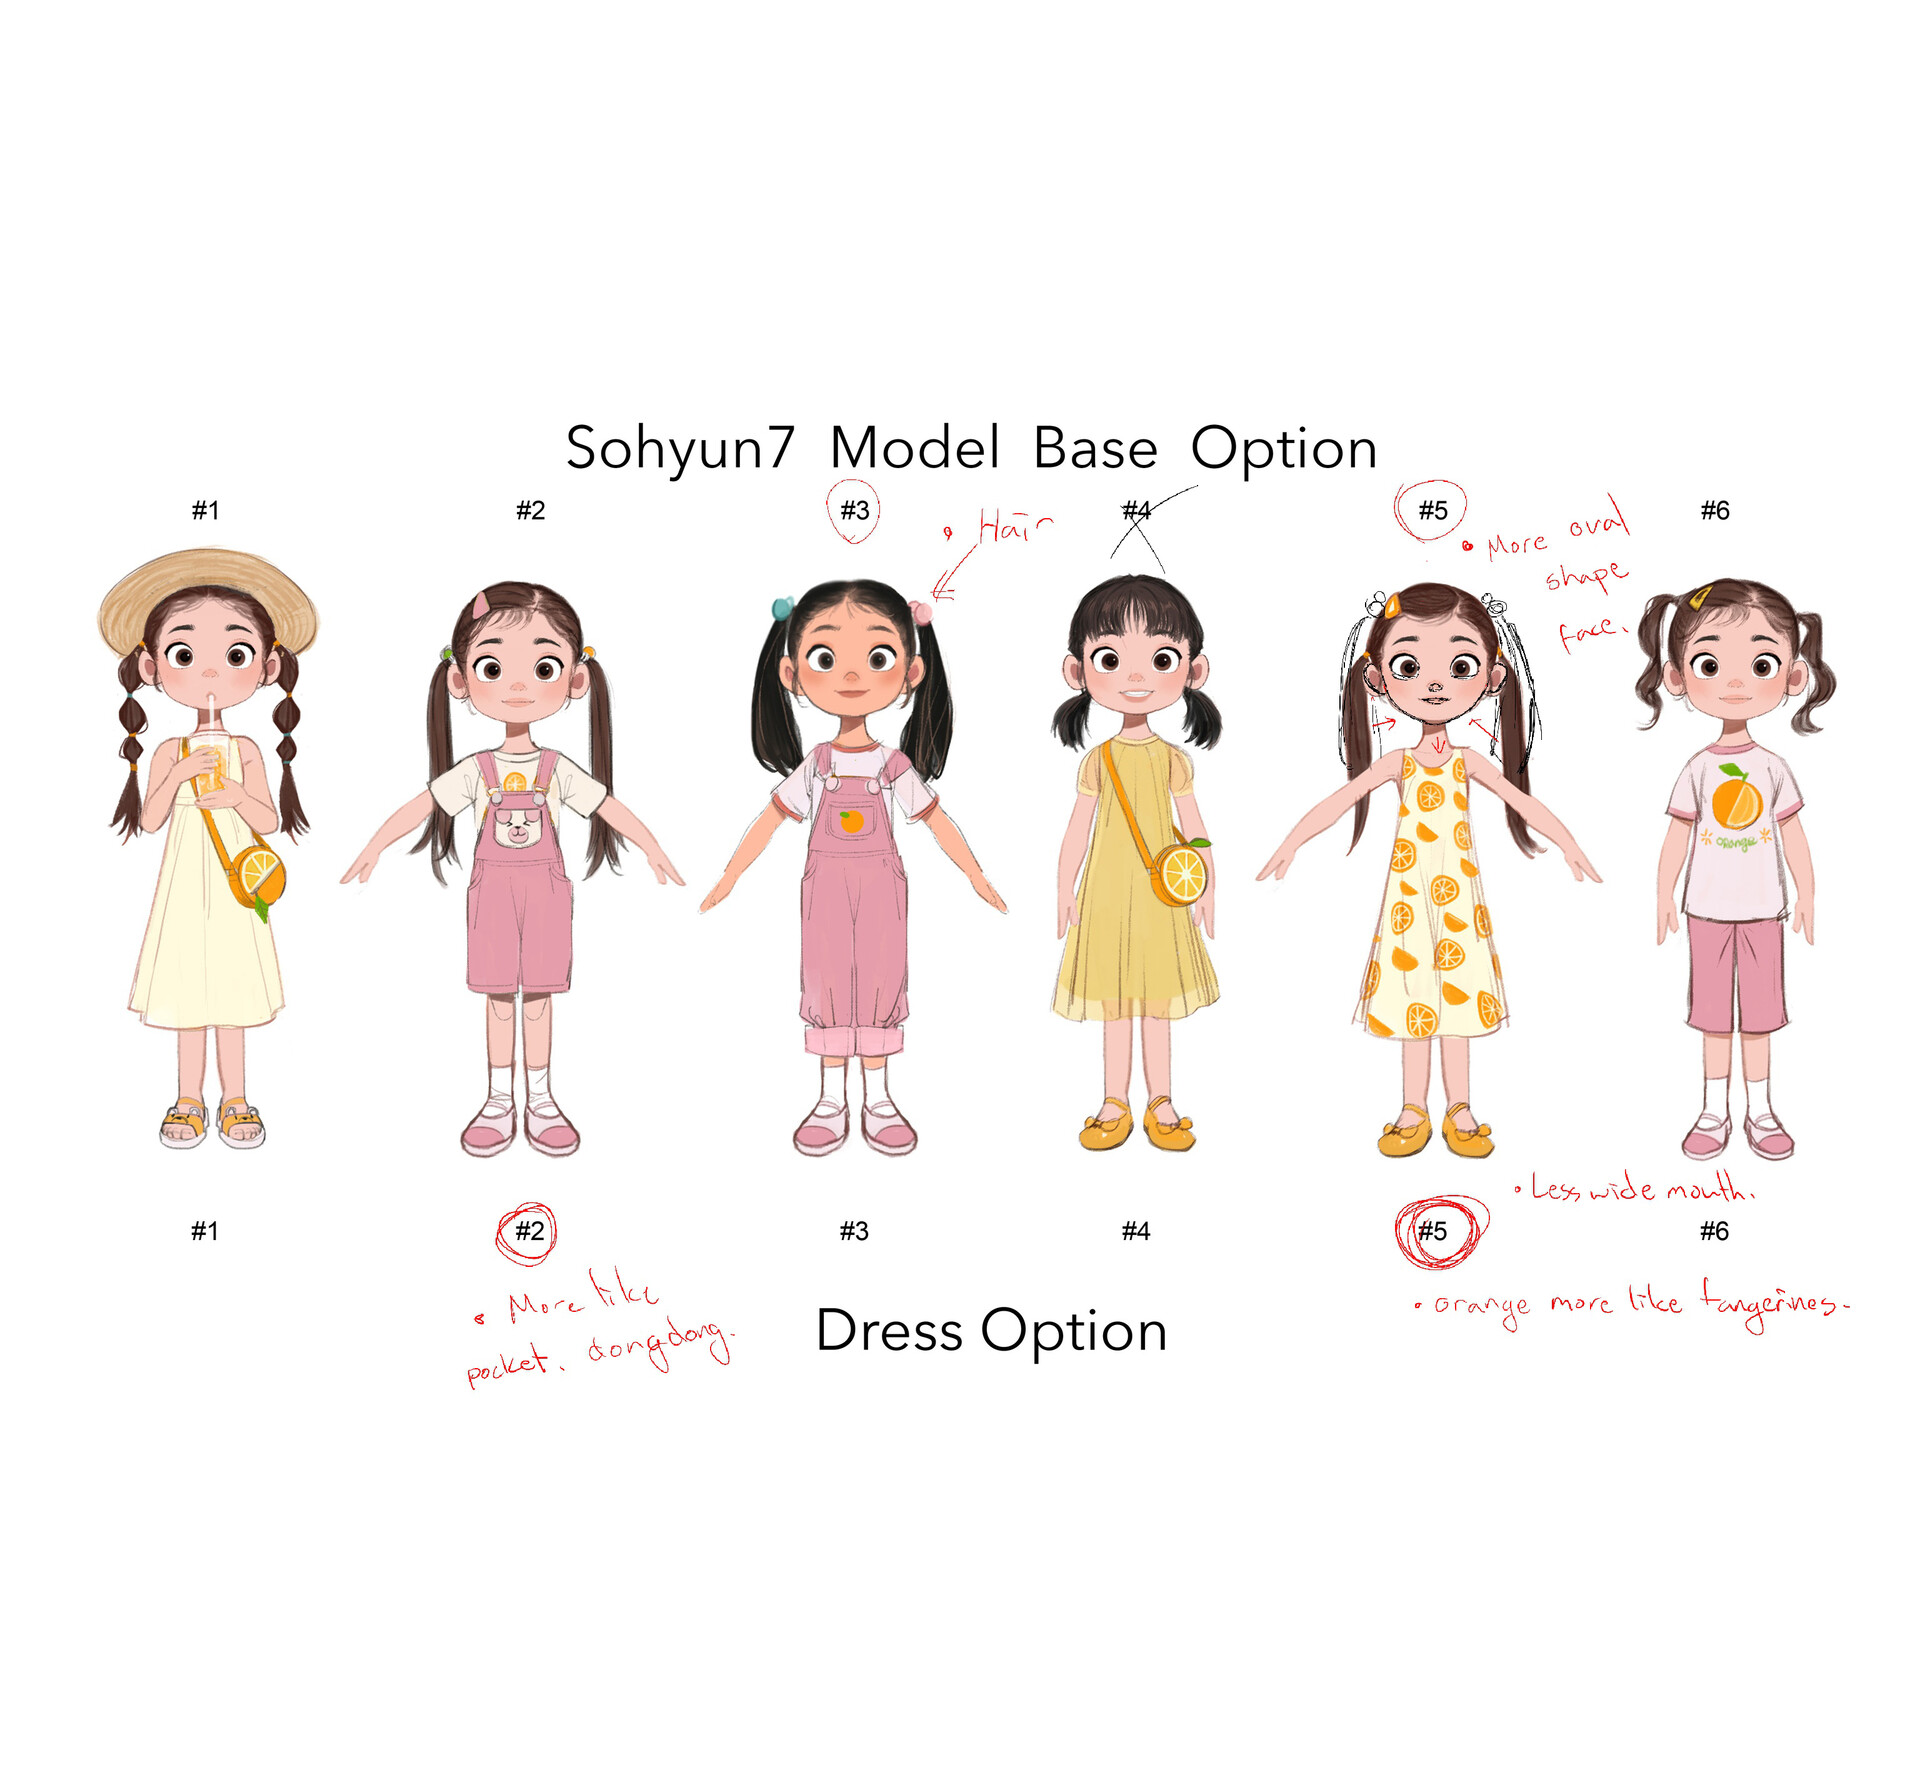 Sohyun7 Model Base Option
#1 #2 #3 #4 #5 #6
• Hair
• More oval
shape
face.
orange
• Less wide mouth.
#1 #2 #3 #4 #5 #6
• More like
pocket. dongdong.
• orange more like tangerines.
Dress Option